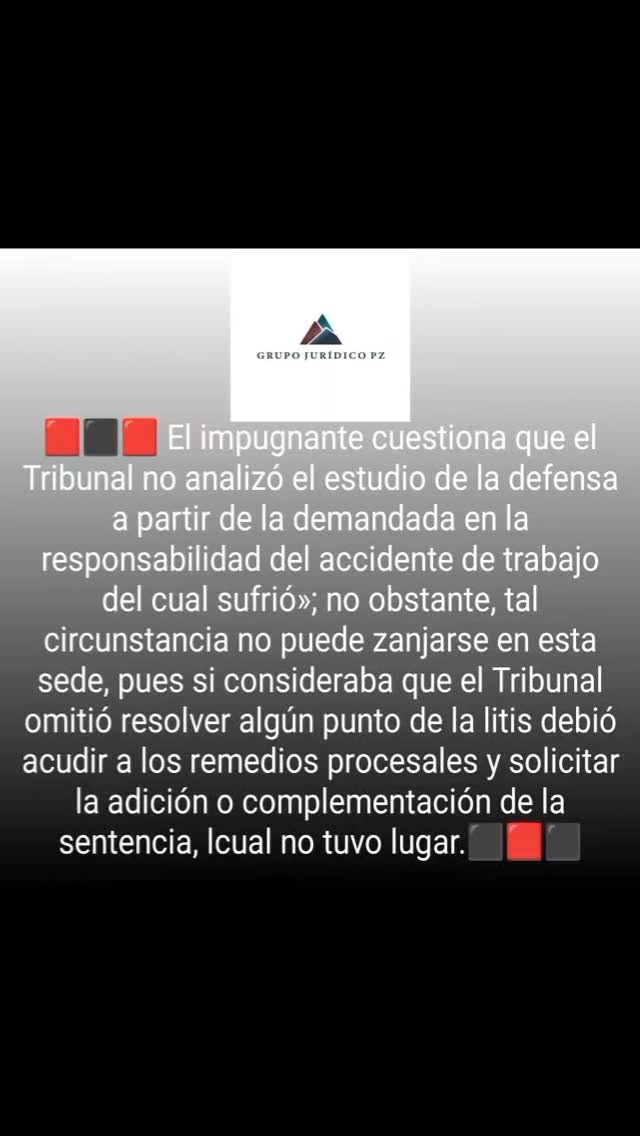 GRUPO JURÍDICO PZ
🟥⬛🟥 El impugnante cuestiona que el
Tribunal no analizó el estudio de la defensa
a partir de la demandada en la
responsabilidad del accidente de trabajo
del cual sufrió»; no obstante, tal
circunstancia no puede zanjarse en esta
sede, pues si consideraba que el Tribunal
omitió resolver algún punto de la litis debió
acudir a los remedios procesales y solicitar
la adición o complementación de la
sentencia, lcual no tuvo lugar.⬛🟥⬛